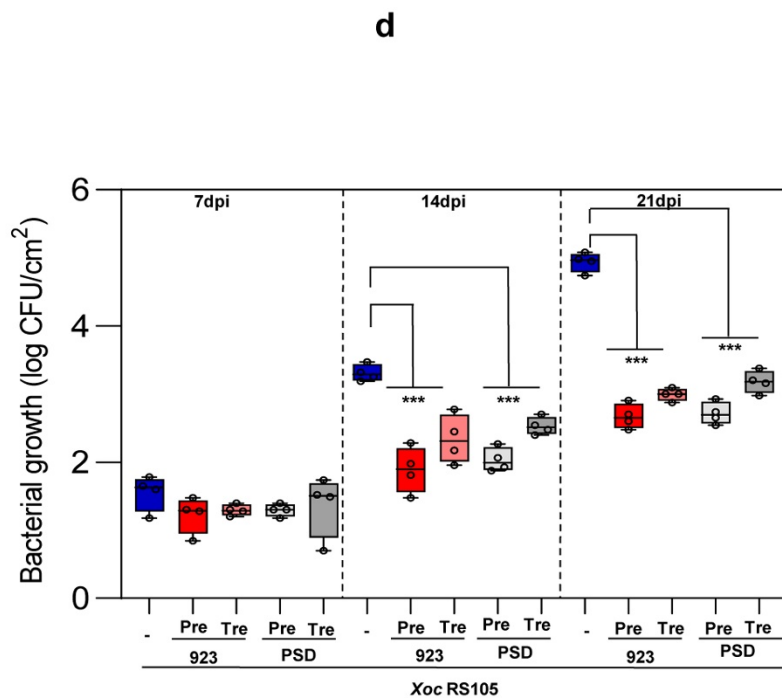 d
Bacterial growth (log CFU/cm²)
6
4
2
0
7dpi 14dpi 21dpi
*** *** *** ***
- Pre Tre Pre Tre - Pre Tre Pre Tre - Pre Tre Pre Tre
923 PSD 923 PSD 923 PSD
Xoc RS105